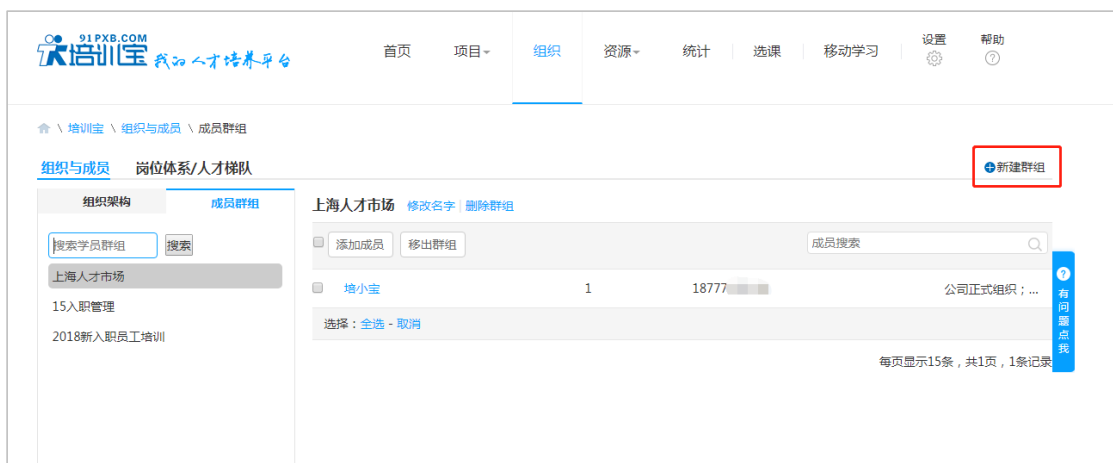 91PXB.COM
培训宝 我的人才培养平台
首页 项目 组织 资源 统计 选课 移动学习 设置 帮助
\ 培训宝 \ 组织与成员 \ 成员群组
组织与成员 岗位体系/人才梯队 新建群组
组织架构 成员群组
上海人才市场 修改名字 | 删除群组
搜索学员群组 搜索
添加成员 移出群组 成员搜索
上海人才市场
15入职管理
2018新入职员工培训
培小宝 1 18777 公司正式组织；...
选择：全选 - 取消
每页显示15条，共1页，1条记录
? 有问题点我